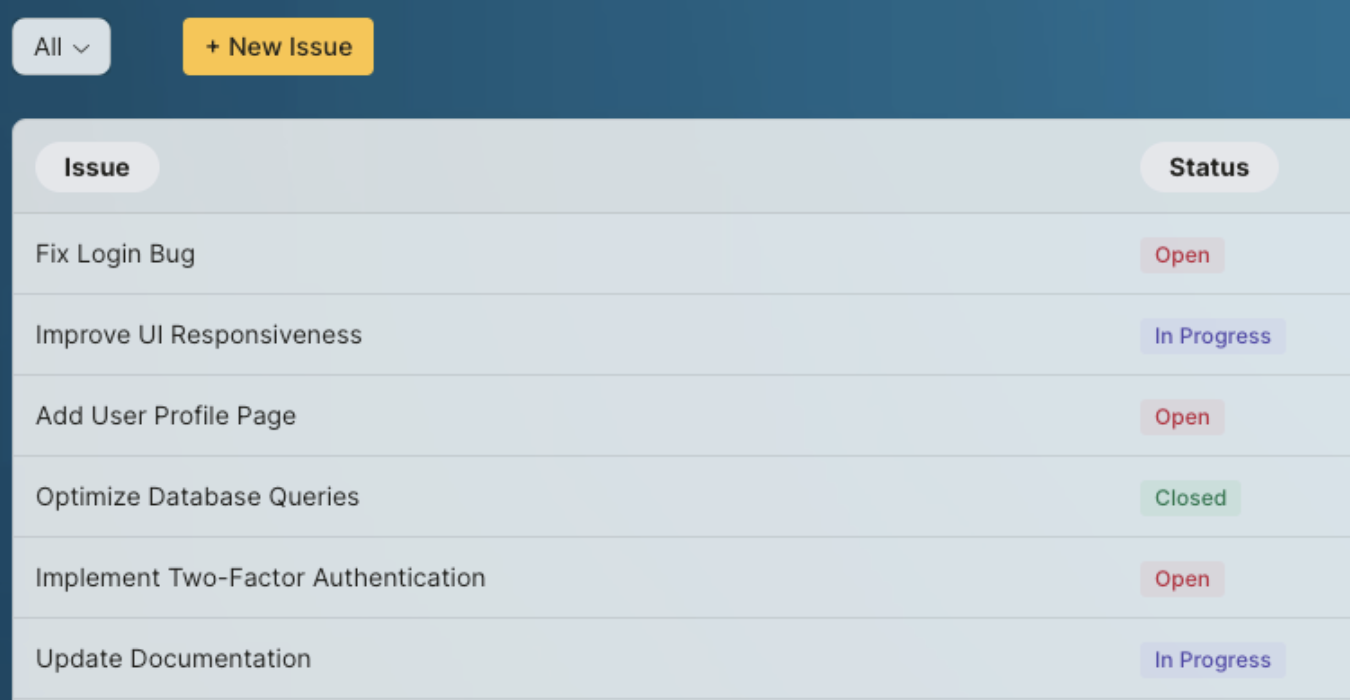 All
+ New Issue
Issue Status
Fix Login Bug Open
Improve UI Responsiveness In Progress
Add User Profile Page Open
Optimize Database Queries Closed
Implement Two-Factor Authentication Open
Update Documentation In Progress